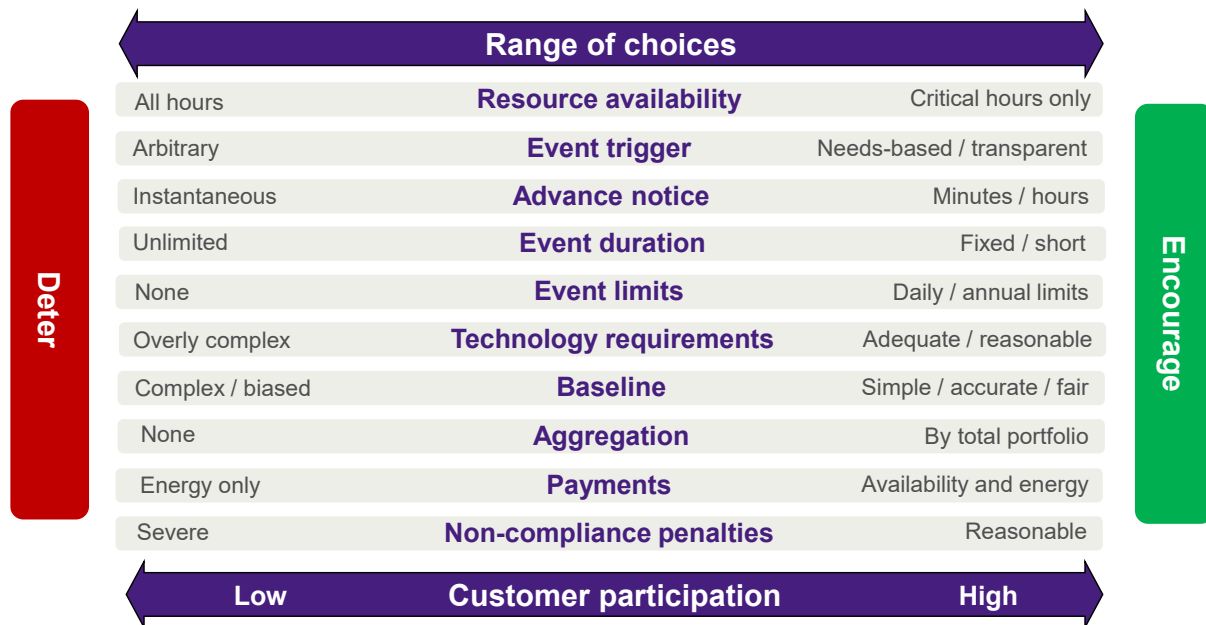 Range of choices
Deter
All hours Resource availability Critical hours only
Arbitrary Event trigger Needs-based / transparent
Instantaneous Advance notice Minutes / hours
Unlimited Event duration Fixed / short
None Event limits Daily / annual limits
Overly complex Technology requirements Adequate / reasonable
Complex / biased Baseline Simple / accurate / fair
None Aggregation By total portfolio
Energy only Payments Availability and energy
Severe Non-compliance penalties Reasonable
Encourage
Low Customer participation High